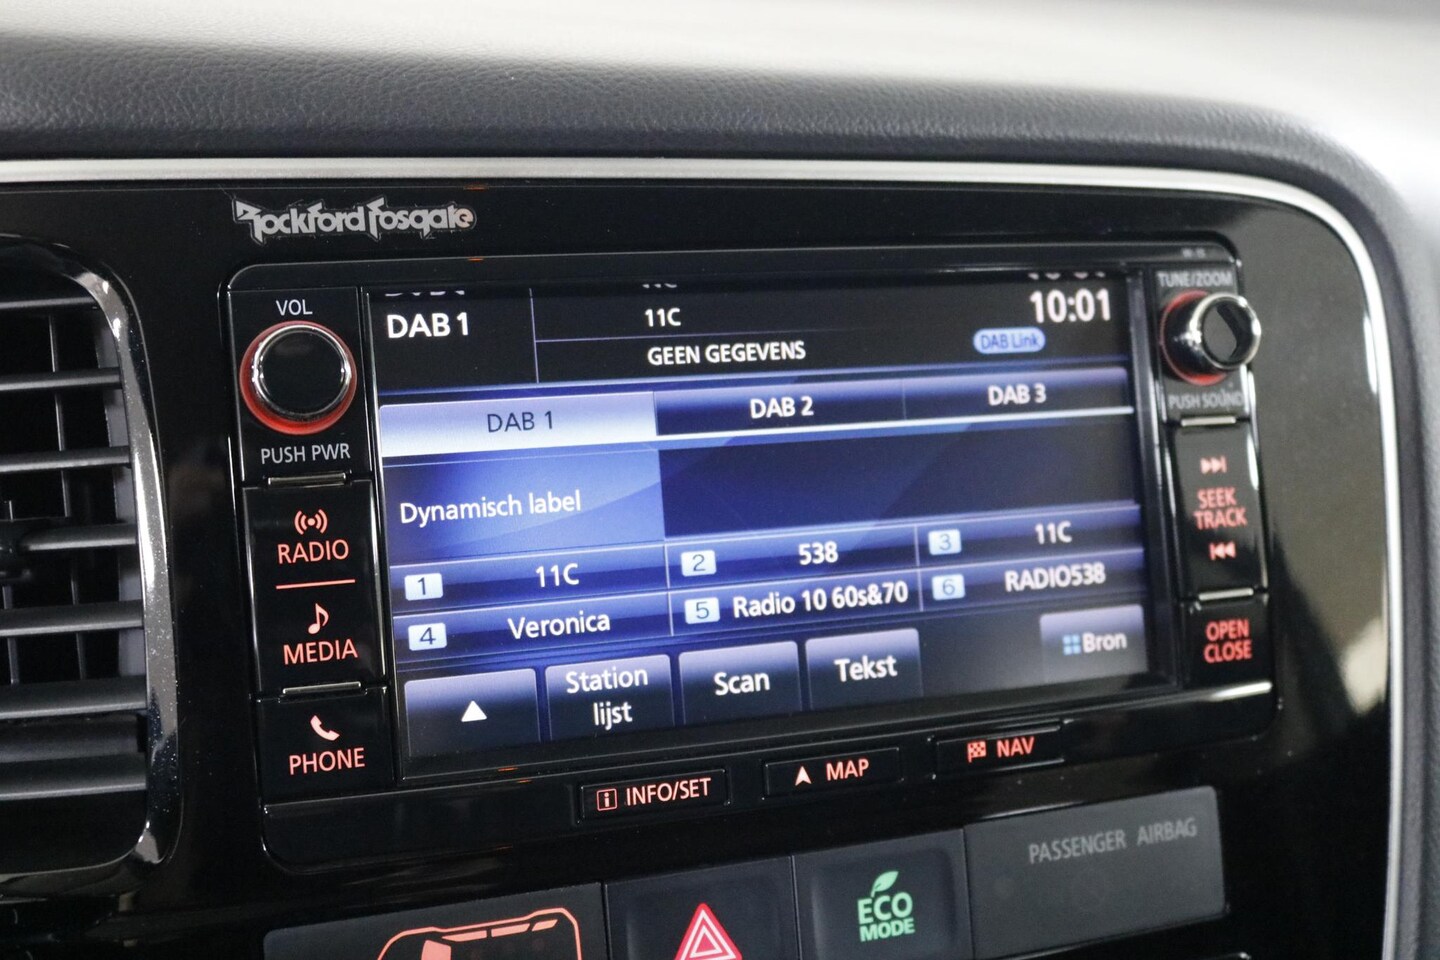 Rockford Fosgate
VOL
PUSH PWR
RADIO
MEDIA
PHONE
DAB 1
11C
10:01
GEEN GEGEVENS
DAB Link
DAB 1
DAB 2
DAB 3
Dynamisch label
1 11C
2 538
3 11C
4 Veronica
5 Radio 10 60s&70
6 RADIO538
Station
lijst
Scan
Tekst
Bron
TUNE/ZOOM
PUSH SOUND
SEEK
TRACK
OPEN
CLOSE
i INFO/SET
MAP
NAV
ECO
MODE
PASSENGER AIRBAG